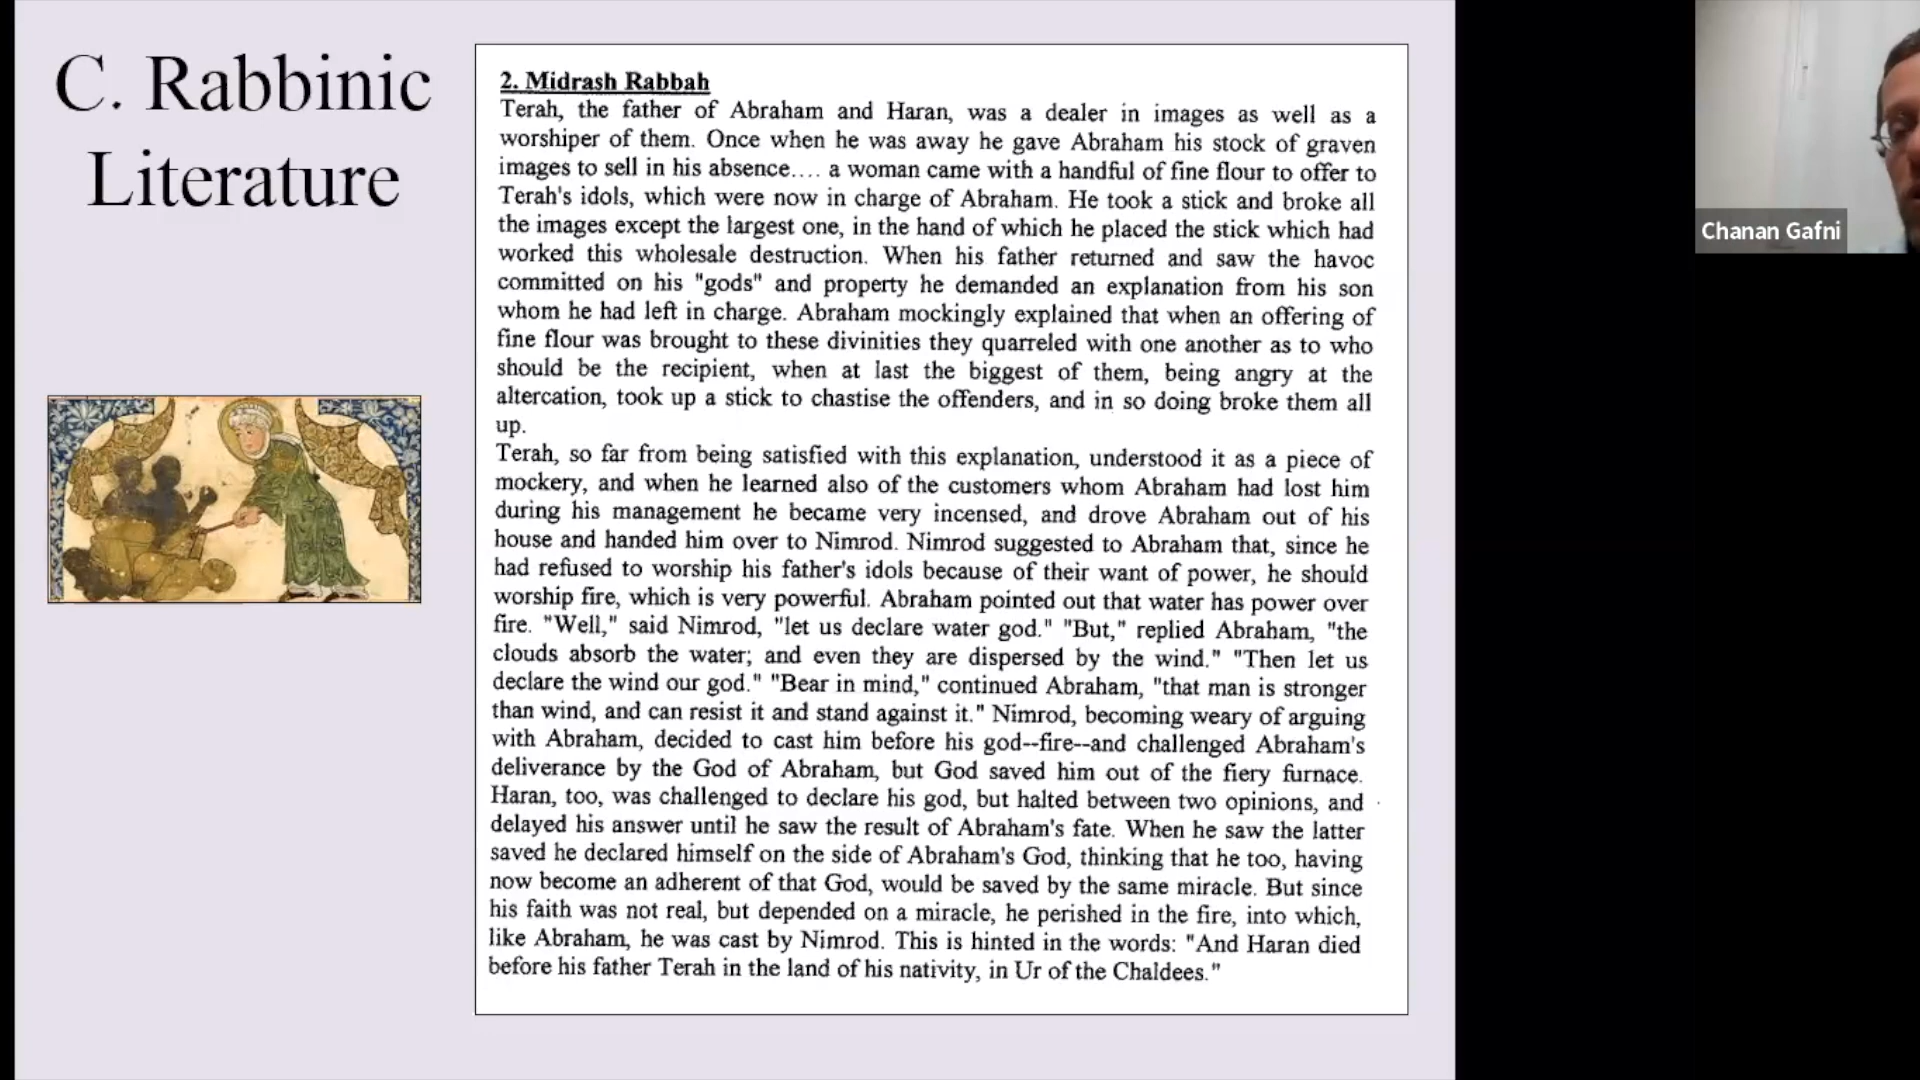 C. Rabbinic
Literature
2. Midrash Rabbah
Terah, the father of Abraham and Haran, was a dealer in images as well as a
worshiper of them. Once when he was away he gave Abraham his stock of graven
images to sell in his absence.... a woman came with a handful of fine flour to offer to
Terah's idols, which were now in charge of Abraham. He took a stick and broke all
the images except the largest one, in the hand of which he placed the stick which had
worked this wholesale destruction. When his father returned and saw the havoc
committed on his "gods" and property he demanded an explanation from his son
whom he had left in charge. Abraham mockingly explained that when an offering of
fine flour was brought to these divinities they quarreled with one another as to who
should be the recipient, when at last the biggest of them, being angry at the
altercation, took up a stick to chastise the offenders, and in so doing broke them all
up.
Terah, so far from being satisfied with this explanation, understood it as a piece of
mockery, and when he learned also of the customers whom Abraham had lost him
during his management he became very incensed, and drove Abraham out of his
house and handed him over to Nimrod. Nimrod suggested to Abraham that, since he
had refused to worship his father's idols because of their want of power, he should
worship fire, which is very powerful. Abraham pointed out that water has power over
fire. "Well," said Nimrod, "let us declare water god." "But," replied Abraham, "the
clouds absorb the water; and even they are dispersed by the wind." "Then let us
declare the wind our god." "Bear in mind," continued Abraham, "that man is stronger
than wind, and can resist it and stand against it." Nimrod, becoming weary of arguing
with Abraham, decided to cast him before his god--fire--and challenged Abraham's
deliverance by the God of Abraham, but God saved him out of the fiery furnace.
Haran, too, was challenged to declare his god, but halted between two opinions, and
delayed his answer until he saw the result of Abraham's fate. When he saw the latter
saved he declared himself on the side of Abraham's God, thinking that he too, having
now become an adherent of that God, would be saved by the same miracle. But since
his faith was not real, but depended on a miracle, he perished in the fire, into which,
like Abraham, he was cast by Nimrod. This is hinted in the words: "And Haran died
before his father Terah in the land of his nativity, in Ur of the Chaldees."
Chanan Gafni